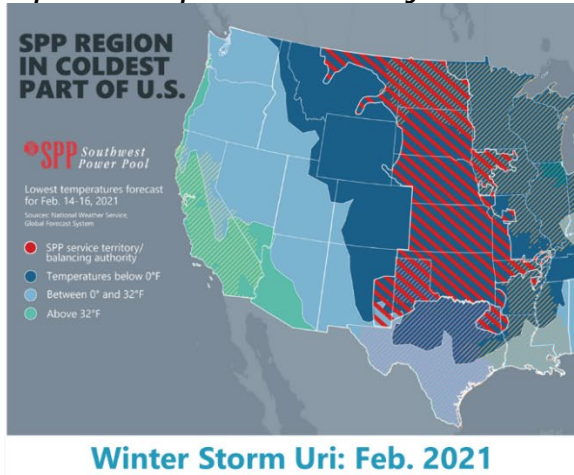 SPP REGION
IN COLDEST
PART OF U.S.
SPP Southwest
Power Pool
Lowest temperatures forecast
for Feb. 14-16, 2021
Sources: National Weather Service,
Global Forecast System
SPP service territory/
balancing authority
Temperatures below 0°F
Between 0° and 32°F
Above 32°F
Winter Storm Uri: Feb. 2021